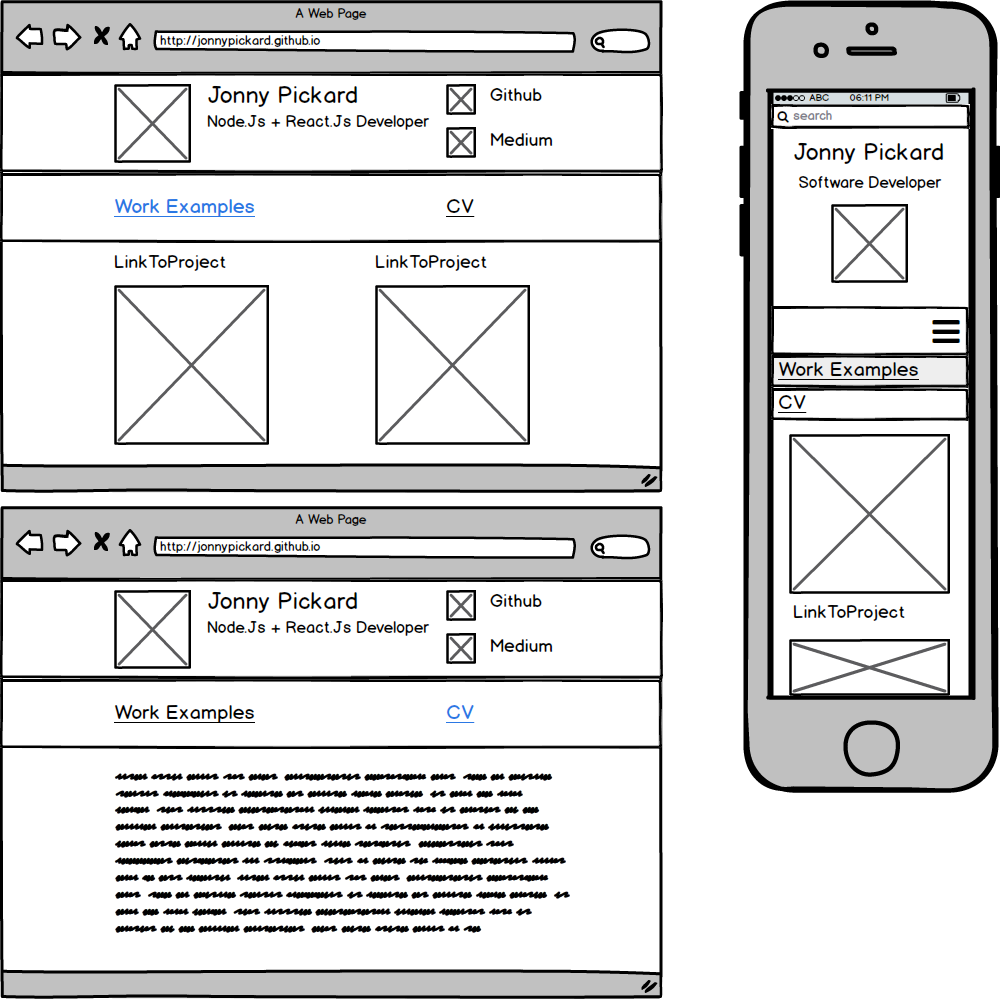 A Web Page
http://jonnypickard.github.io
Jonny Pickard
Node.Js + React.Js Developer
Github
Medium
Work Examples
CV
LinkToProject
LinkToProject
A Web Page
http://jonnypickard.github.io
Jonny Pickard
Node.Js + React.Js Developer
Github
Medium
Work Examples
CV
ABC
06:11 PM
search
Jonny Pickard
Software Developer
Work Examples
CV
LinkToProject